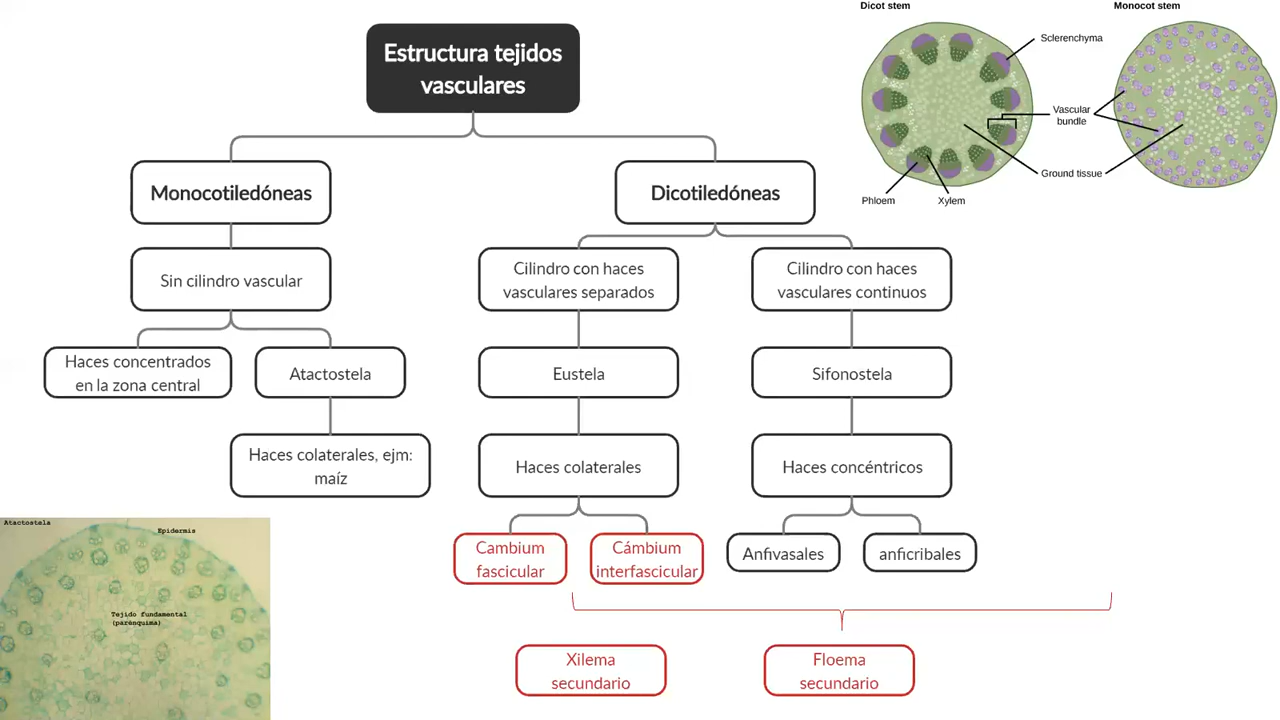 Estructura tejidos
vasculares
Dicot stem
Monocot stem
Sclerenchyma
Vascular
bundle
Ground tissue
Phloem
Xylem
Monocotiledóneas
Dicotiledóneas
Sin cilindro vascular
Cilindro con haces
vasculares separados
Cilindro con haces
vasculares continuos
Haces concentrados
en la zona central
Atactostela
Eustela
Sifonostela
Haces colaterales, ejm:
maíz
Haces colaterales
Haces concéntricos
Cambium
fascicular
Cámbium
interfascicular
Anfivasales
anficribales
Xilema
secundario
Floema
secundario
Atactostela
Epidermis
Tejido fundamental
(parénquima)